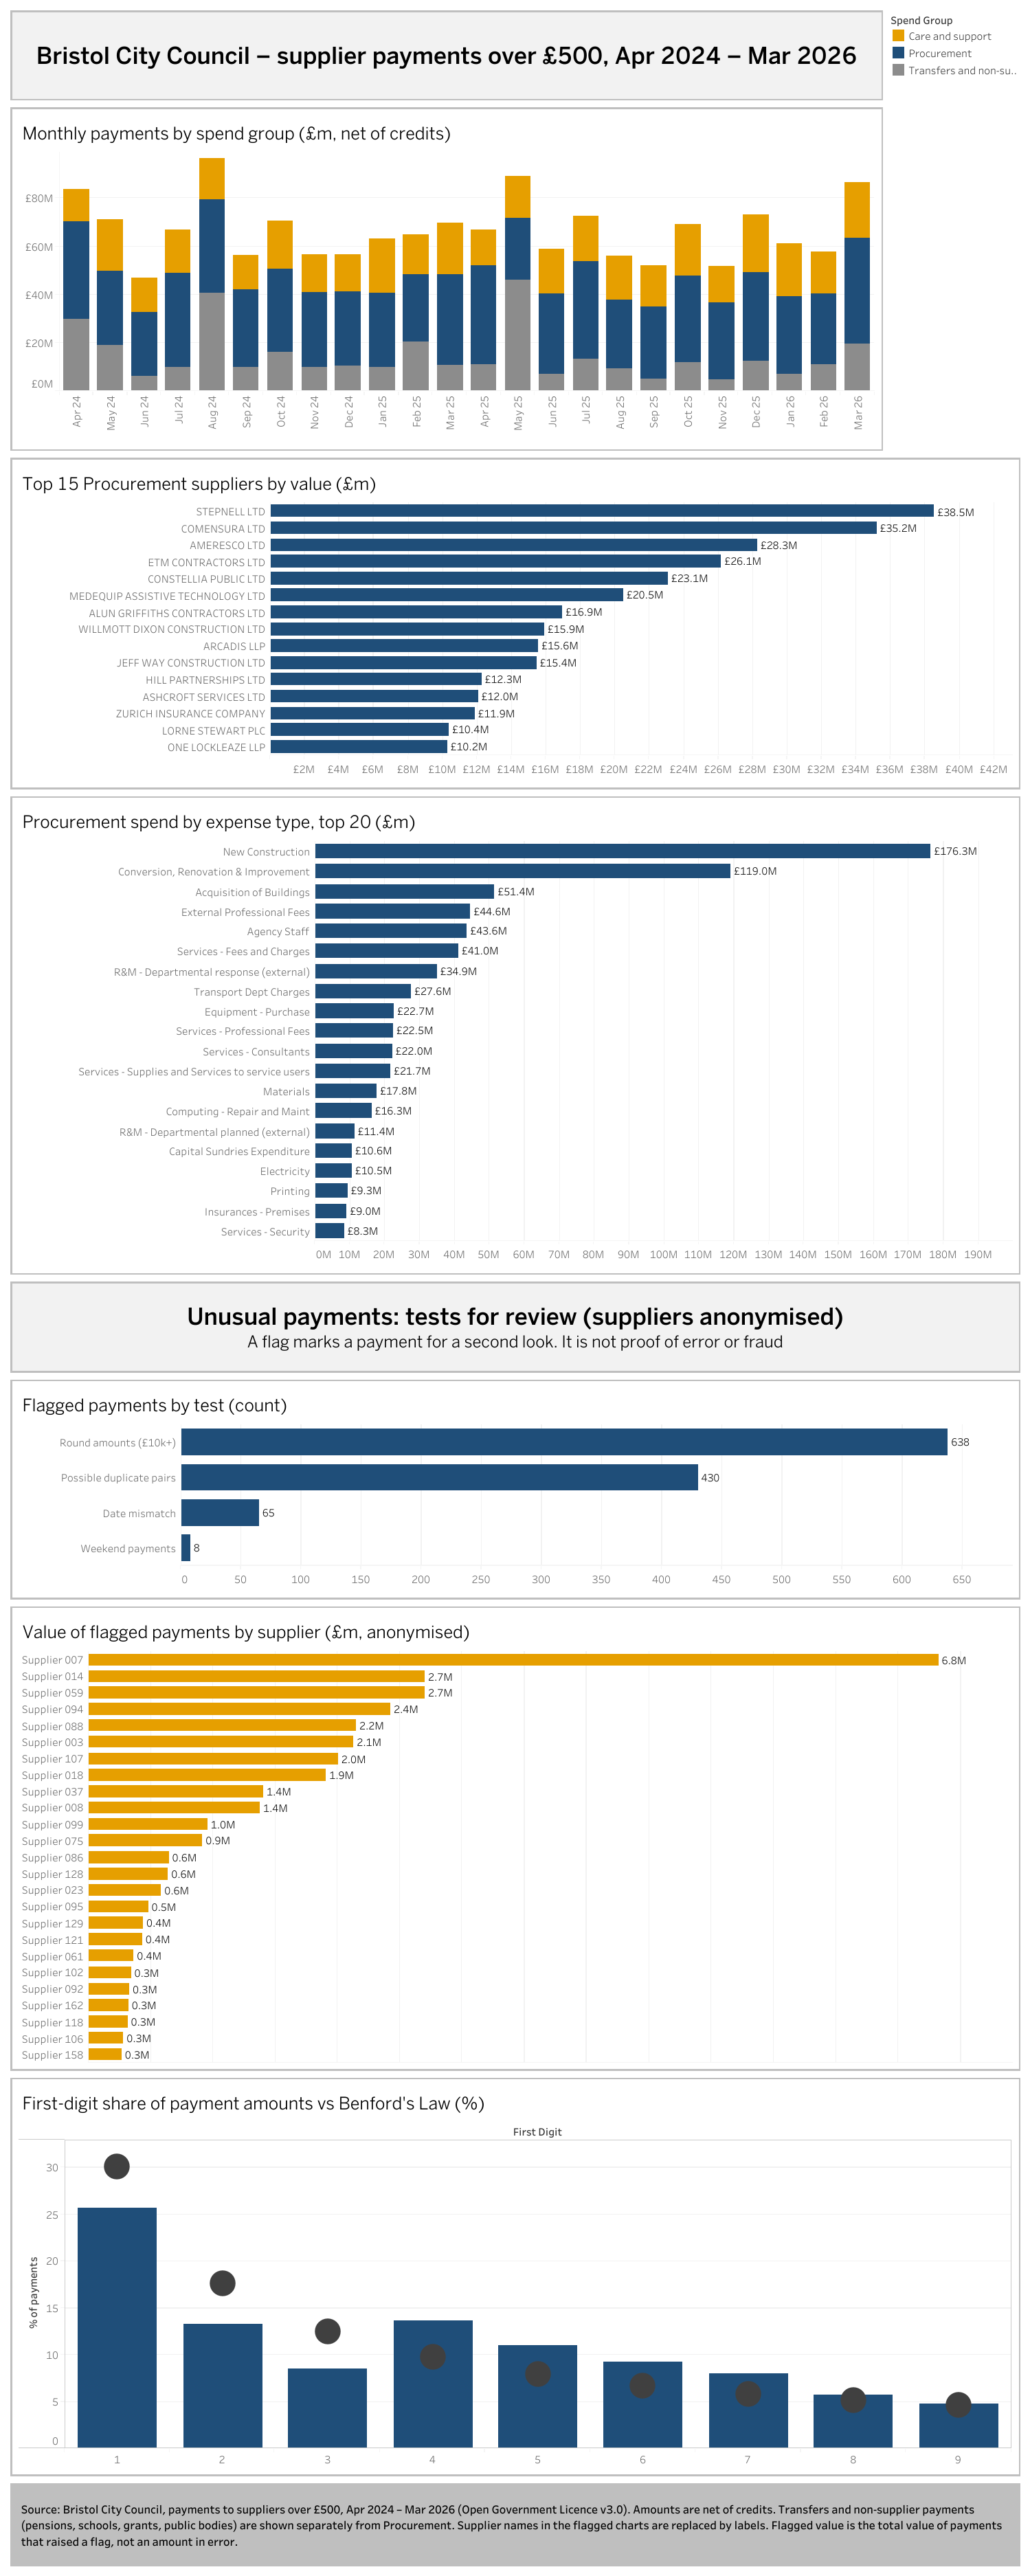 Bristol City Council – supplier payments over £500, Apr 2024 – Mar 2026
Spend Group
Care and support
Procurement
Transfers and non-su..
Monthly payments by spend group (£m, net of credits)
£80M
£60M
£40M
£20M
£0M
Apr 24
May 24
Jun 24
Jul 24
Aug 24
Sep 24
Oct 24
Nov 24
Dec 24
Jan 25
Feb 25
Mar 25
Apr 25
May 25
Jun 25
Jul 25
Aug 25
Sep 25
Oct 25
Nov 25
Dec 25
Jan 26
Feb 26
Mar 26
Top 15 Procurement suppliers by value (£m)
STEPNELL LTD £38.5M
COMENSURA LTD £35.2M
AMERESCO LTD £28.3M
ETM CONTRACTORS LTD £26.1M
CONSTELLIA PUBLIC LTD £23.1M
MEDEQUIP ASSISTIVE TECHNOLOGY LTD £20.5M
ALUN GRIFFITHS CONTRACTORS LTD £16.9M
WILLMOTT DIXON CONSTRUCTION LTD £15.9M
ARCADIS LLP £15.6M
JEFF WAY CONSTRUCTION LTD £15.4M
HILL PARTNERSHIPS LTD £12.3M
ASHCROFT SERVICES LTD £12.0M
ZURICH INSURANCE COMPANY £11.9M
LORNE STEWART PLC £10.4M
ONE LOCKLEAZE LLP £10.2M
£2M £4M £6M £8M £10M £12M £14M £16M £18M £20M £22M £24M £26M £28M £30M £32M £34M £36M £38M £40M £42M
Procurement spend by expense type, top 20 (£m)
New Construction £176.3M
Conversion, Renovation & Improvement £119.0M
Acquisition of Buildings £51.4M
External Professional Fees £44.6M
Agency Staff £43.6M
Services - Fees and Charges £41.0M
R&M - Departmental response (external) £34.9M
Transport Dept Charges £27.6M
Equipment - Purchase £22.7M
Services - Professional Fees £22.5M
Services - Consultants £22.0M
Services - Supplies and Services to service users £21.7M
Materials £17.8M
Computing - Repair and Maint £16.3M
R&M - Departmental planned (external) £11.4M
Capital Sundries Expenditure £10.6M
Electricity £10.5M
Printing £9.3M
Insurances - Premises £9.0M
Services - Security £8.3M
0M 10M 20M 30M 40M 50M 60M 70M 80M 90M 100M 110M 120M 130M 140M 150M 160M 170M 180M 190M
Unusual payments: tests for review (suppliers anonymised)
A flag marks a payment for a second look. It is not proof of error or fraud
Flagged payments by test (count)
Round amounts (£10k+) 638
Possible duplicate pairs 430
Date mismatch 65
Weekend payments 8
0 50 100 150 200 250 300 350 400 450 500 550 600 650
Value of flagged payments by supplier (£m, anonymised)
Supplier 007 6.8M
Supplier 014 2.7M
Supplier 059 2.7M
Supplier 094 2.4M
Supplier 088 2.2M
Supplier 003 2.1M
Supplier 107 2.0M
Supplier 018 1.9M
Supplier 037 1.4M
Supplier 008 1.4M
Supplier 099 1.0M
Supplier 075 0.9M
Supplier 086 0.6M
Supplier 128 0.6M
Supplier 023 0.6M
Supplier 095 0.5M
Supplier 129 0.4M
Supplier 121 0.4M
Supplier 061 0.4M
Supplier 102 0.3M
Supplier 092 0.3M
Supplier 162 0.3M
Supplier 118 0.3M
Supplier 106 0.3M
Supplier 158 0.3M
First-digit share of payment amounts vs Benford's Law (%)
First Digit
% of payments
30
25
20
15
10
5
0
1 2 3 4 5 6 7 8 9
Source: Bristol City Council, payments to suppliers over £500, Apr 2024 – Mar 2026 (Open Government Licence v3.0). Amounts are net of credits. Transfers and non-supplier payments
(pensions, schools, grants, public bodies) are shown separately from Procurement. Supplier names in the flagged charts are replaced by labels. Flagged value is the total value of payments
that raised a flag, not an amount in error.